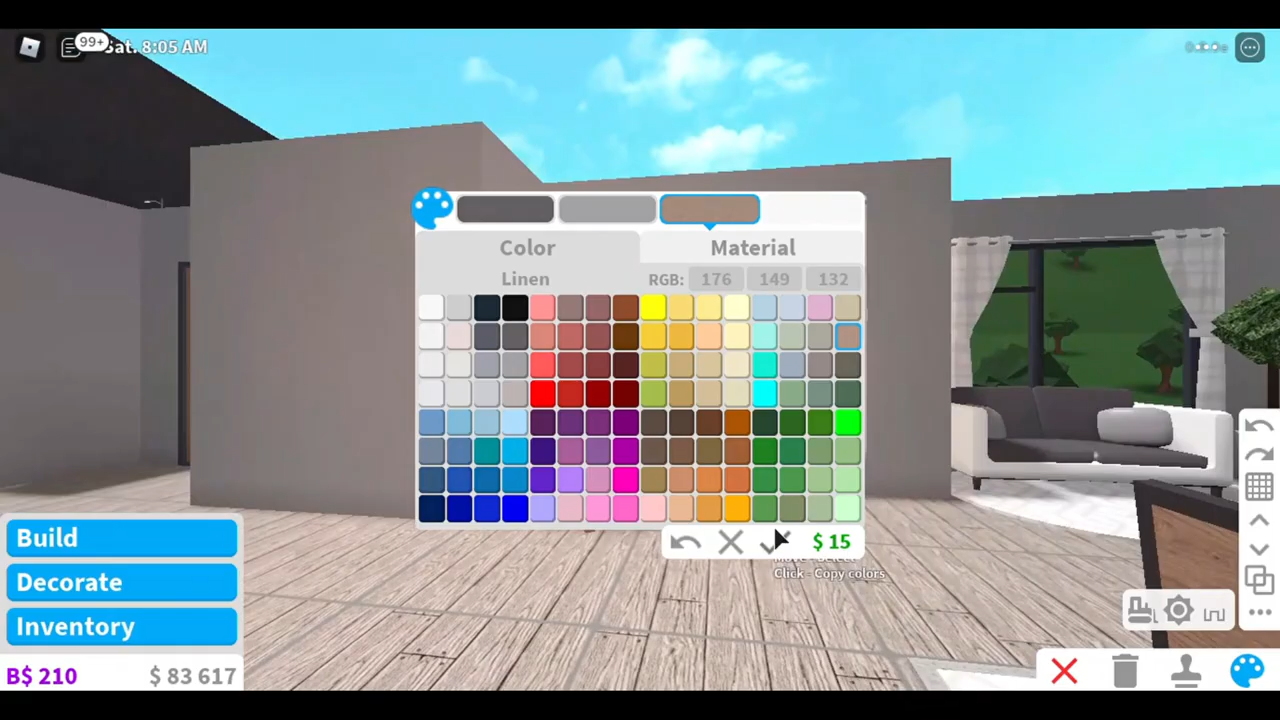 99+
Sat. 8:05 AM
Color
Material
Linen
RGB: 176 149 132
$ 15
Click - Copy colors
Build
Decorate
Inventory
B$ 210
$ 83 617